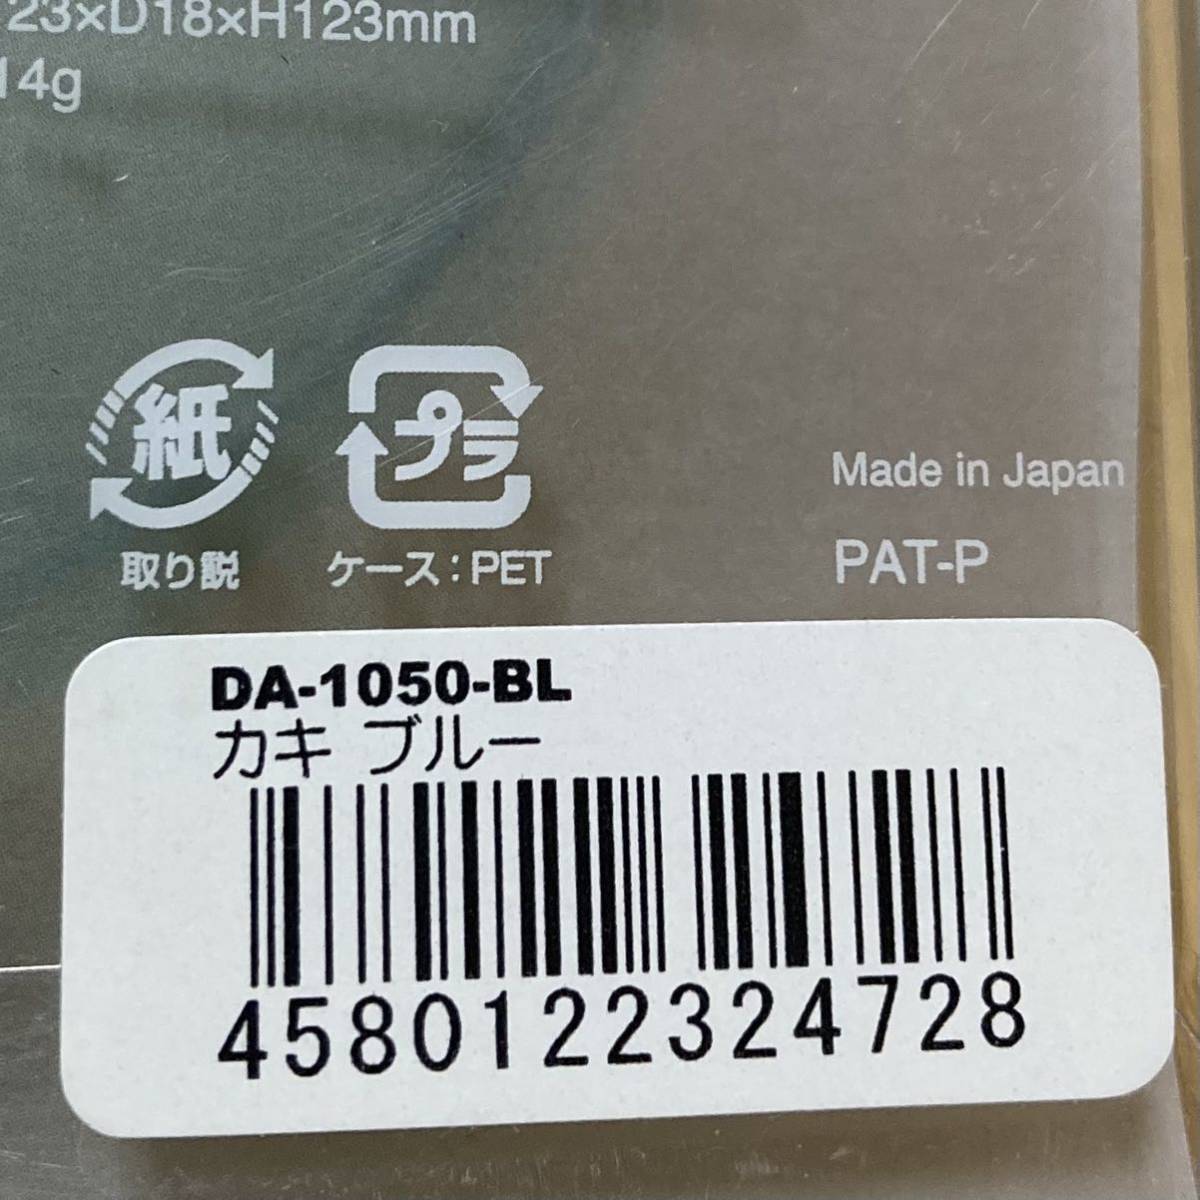 23×D18×H123mm
14g
紙
プラ
取り説
ケース：PET
Made in Japan
PAT-P
DA-1050-BL
カキ ブルー
4580122324728